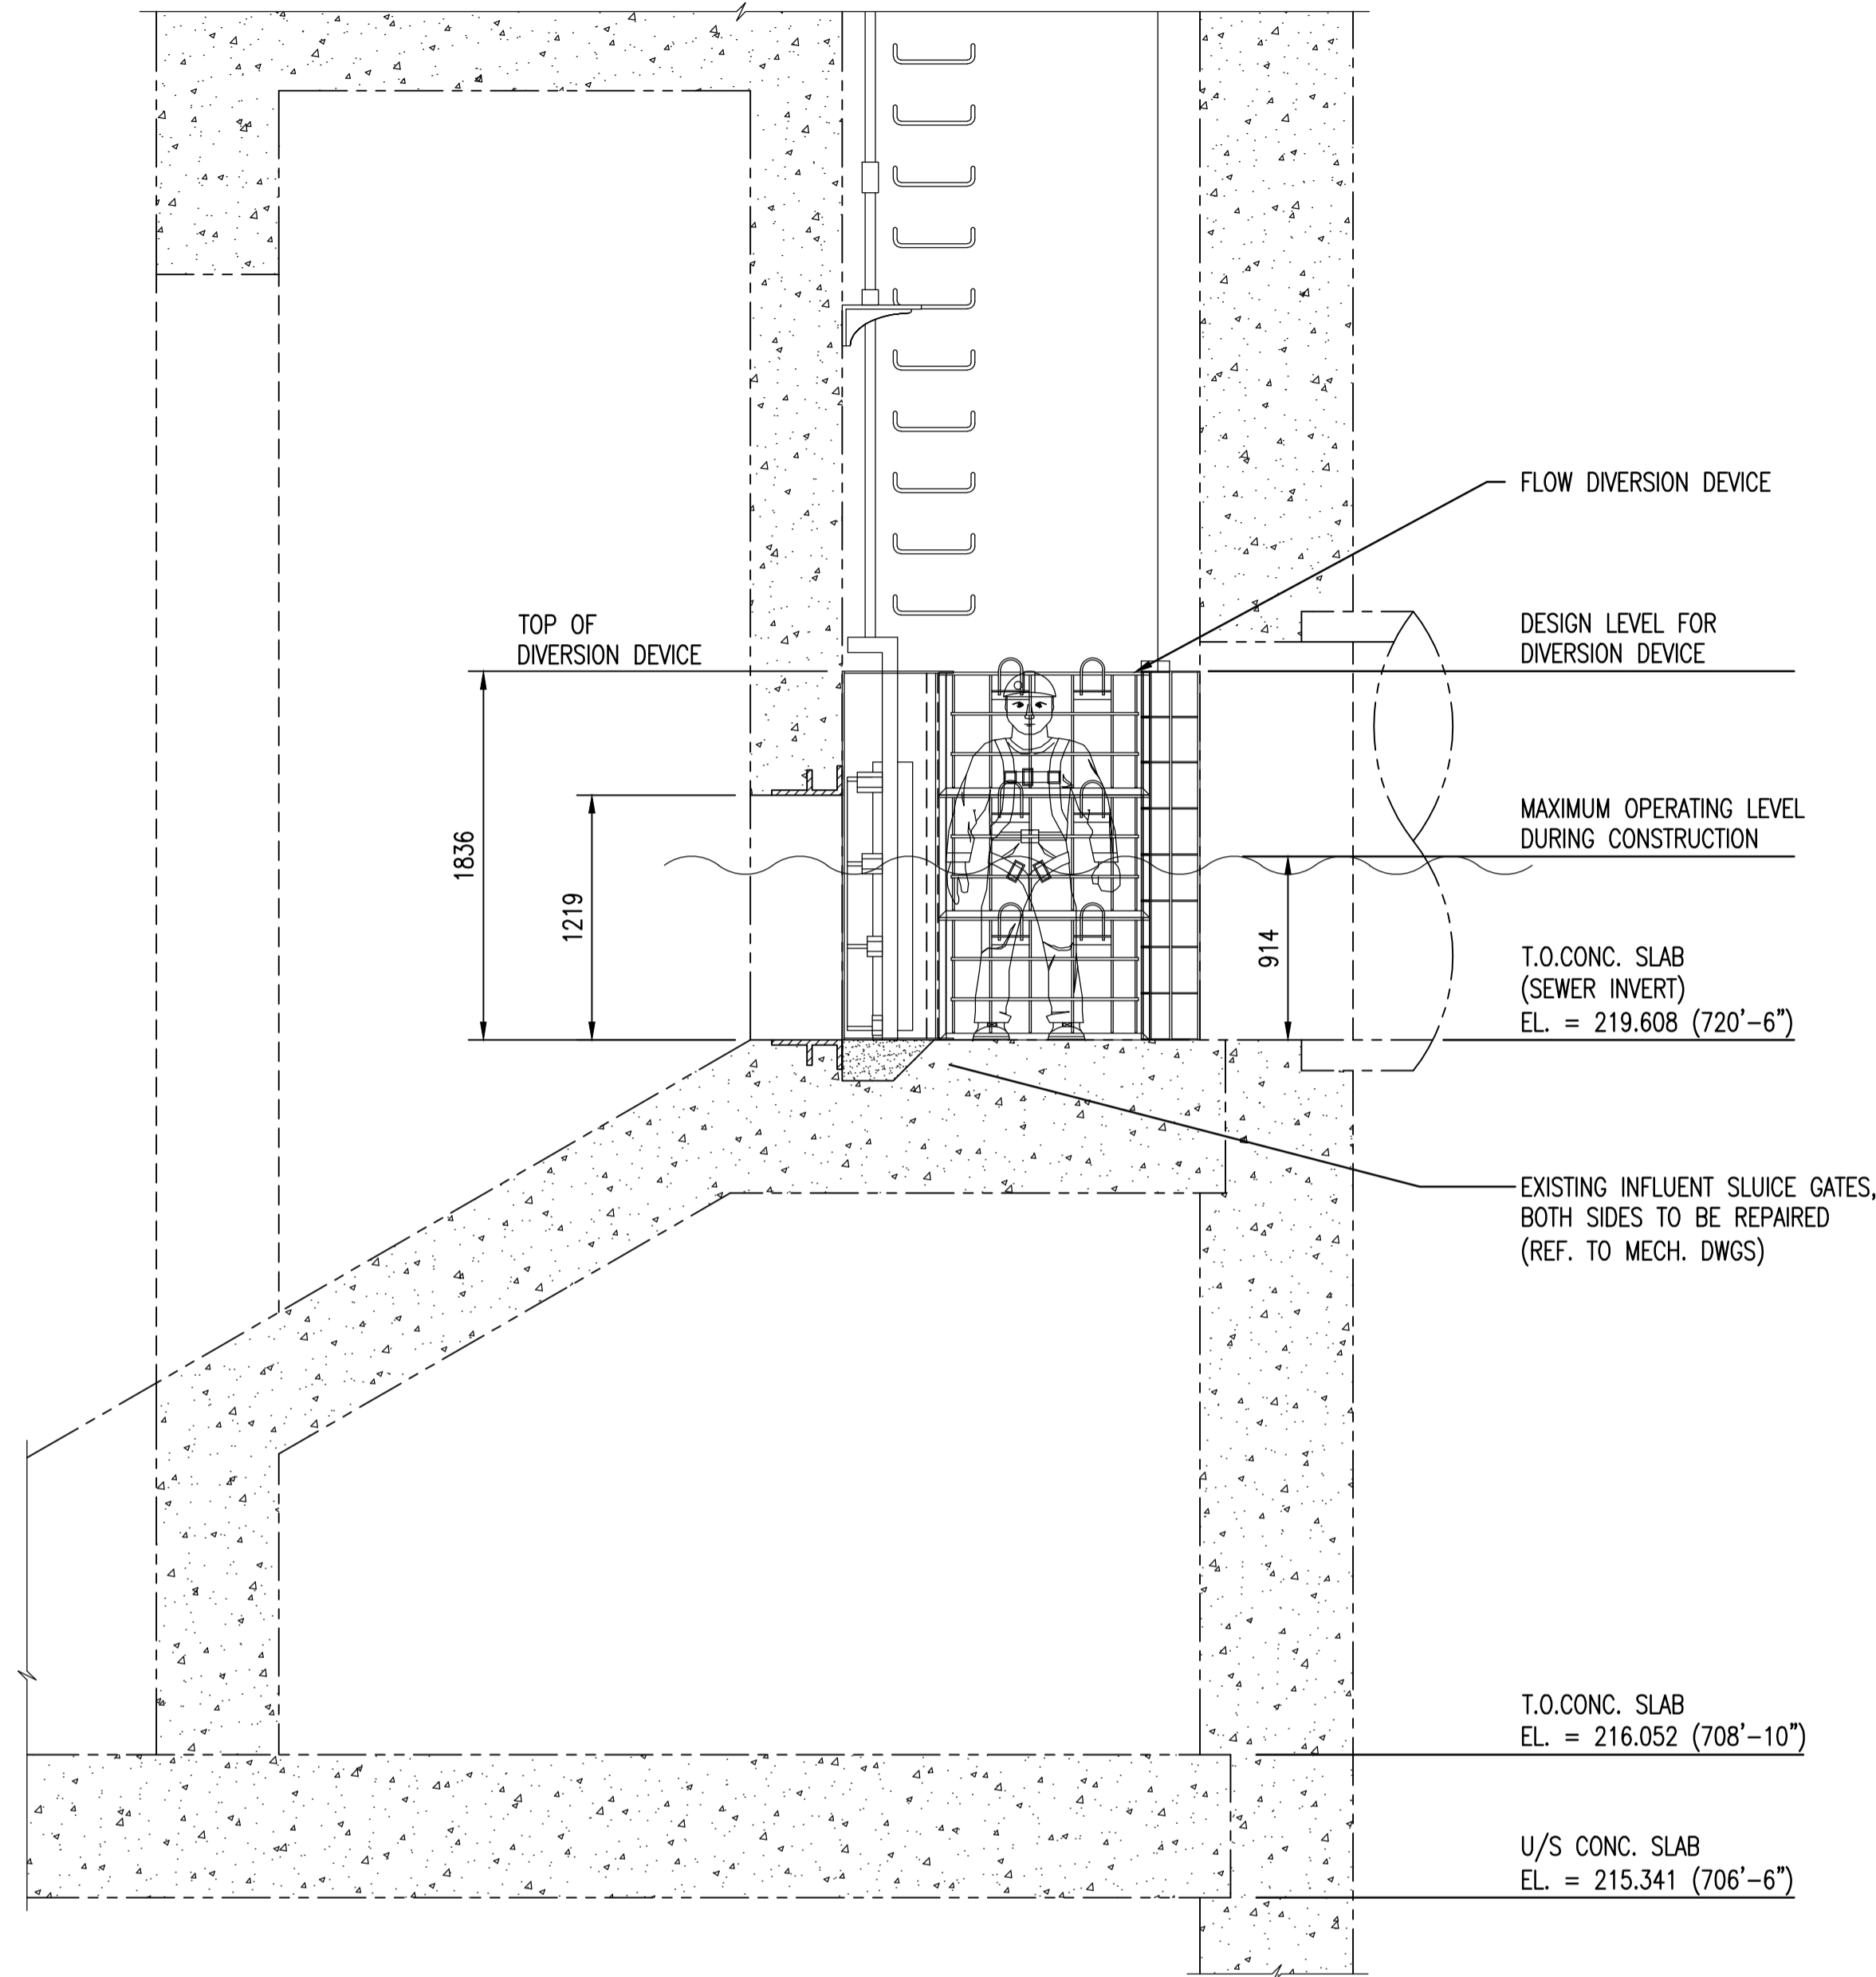 FLOW DIVERSION DEVICE
TOP OF
DIVERSION DEVICE
DESIGN LEVEL FOR
DIVERSION DEVICE
1836
1219
MAXIMUM OPERATING LEVEL
DURING CONSTRUCTION
914
T.O.CONC. SLAB
(SEWER INVERT)
EL. = 219.608 (720'-6")
EXISTING INFLUENT SLUICE GATES,
BOTH SIDES TO BE REPAIRED
(REF. TO MECH. DWGS)
T.O.CONC. SLAB
EL. = 216.052 (708'-10")
U/S CONC. SLAB
EL. = 215.341 (706'-6")